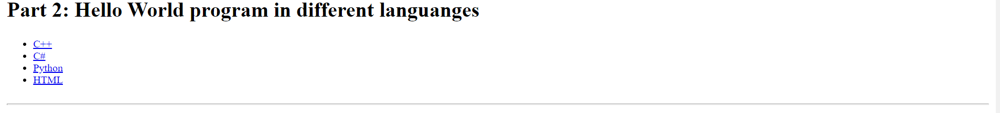 Part 2: Hello World program in different languanges
C++
C#
Python
HTML